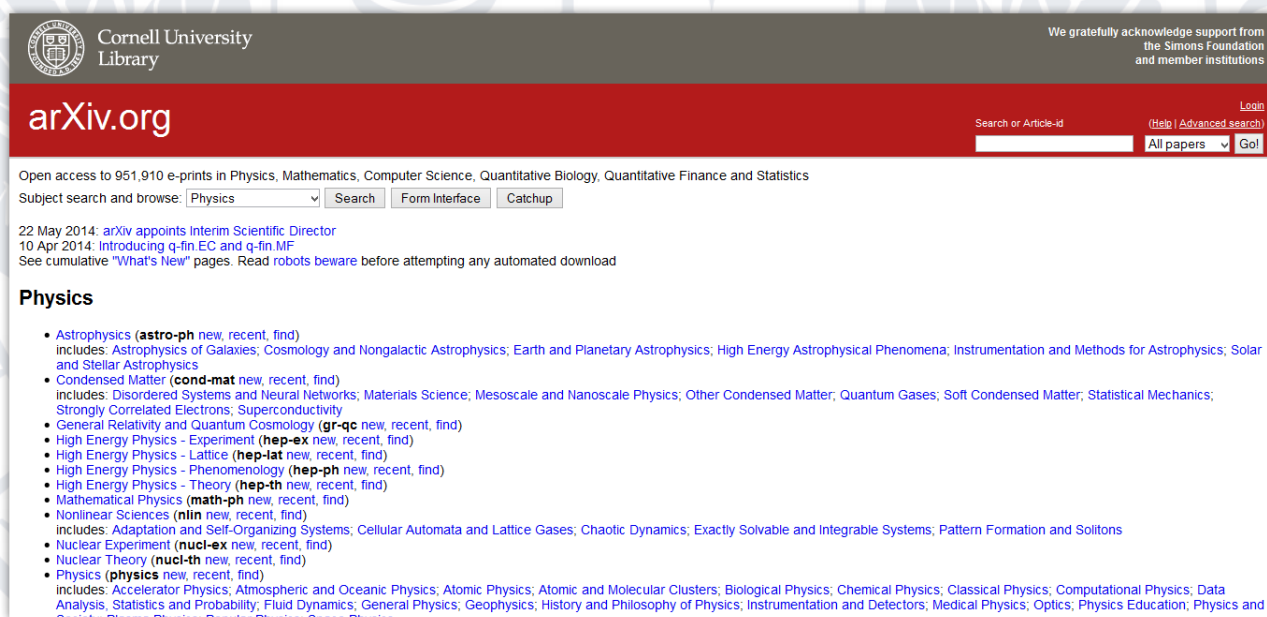 Cornell University
Library
We gratefully acknowledge support from
the Simons Foundation
and member institutions
arXiv.org
Login
Search or Article-id
(Help | Advanced search)
All papers
Go!
Open access to 951,910 e-prints in Physics, Mathematics, Computer Science, Quantitative Biology, Quantitative Finance and Statistics
Subject search and browse: Physics Search Form Interface Catchup
22 May 2014: arXiv appoints Interim Scientific Director
10 Apr 2014: Introducing q-fin.EC and q-fin.MF
See cumulative "What's New" pages. Read robots beware before attempting any automated download
Physics
• Astrophysics (astro-ph new, recent, find)
includes: Astrophysics of Galaxies; Cosmology and Nongalactic Astrophysics; Earth and Planetary Astrophysics; High Energy Astrophysical Phenomena; Instrumentation and Methods for Astrophysics; Solar
and Stellar Astrophysics
• Condensed Matter (cond-mat new, recent, find)
includes: Disordered Systems and Neural Networks; Materials Science; Mesoscale and Nanoscale Physics; Other Condensed Matter; Quantum Gases; Soft Condensed Matter; Statistical Mechanics;
Strongly Correlated Electrons; Superconductivity
• General Relativity and Quantum Cosmology (gr-qc new, recent, find)
• High Energy Physics - Experiment (hep-ex new, recent, find)
• High Energy Physics - Lattice (hep-lat new, recent, find)
• High Energy Physics - Phenomenology (hep-ph new, recent, find)
• High Energy Physics - Theory (hep-th new, recent, find)
• Mathematical Physics (math-ph new, recent, find)
• Nonlinear Sciences (nlin new, recent, find)
includes: Adaptation and Self-Organizing Systems; Cellular Automata and Lattice Gases; Chaotic Dynamics; Exactly Solvable and Integrable Systems; Pattern Formation and Solitons
• Nuclear Experiment (nucl-ex new, recent, find)
• Nuclear Theory (nucl-th new, recent, find)
• Physics (physics new, recent, find)
includes: Accelerator Physics; Atmospheric and Oceanic Physics; Atomic Physics; Atomic and Molecular Clusters; Biological Physics; Chemical Physics; Classical Physics; Computational Physics; Data
Analysis, Statistics and Probability; Fluid Dynamics; General Physics; Geophysics; History and Philosophy of Physics; Instrumentation and Detectors; Medical Physics; Optics; Physics Education; Physics and